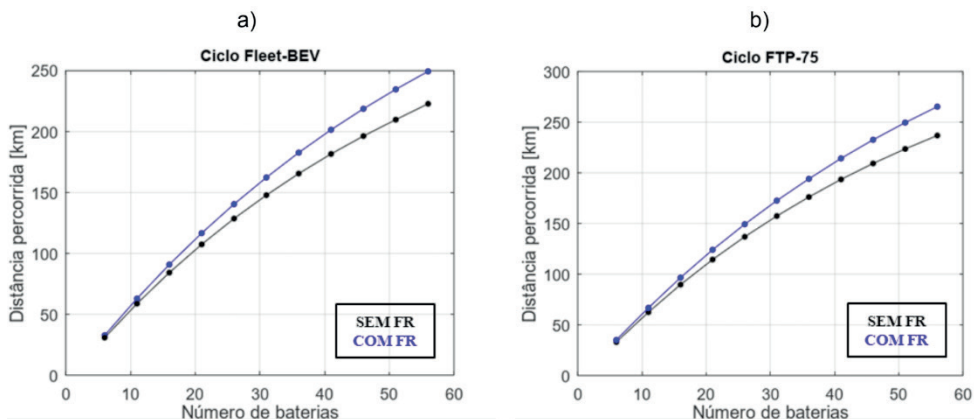 a)
Ciclo Fleet-BEV
250
200
150
100
50
0
Distância percorrida [km]
0 10 20 30 40 50 60
Número de baterias
SEM FR
COM FR
b)
Ciclo FTP-75
300
250
200
150
100
50
0
Distância percorrida [km]
0 10 20 30 40 50 60
Número de baterias
SEM FR
COM FR